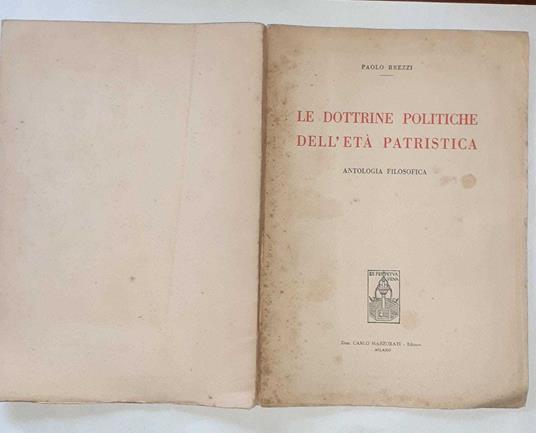 PAOLO BREZZI
LE DOTTRINE POLITICHE
DELL'ETÀ PATRISTICA
ANTOLOGIA FILOSOFICA
Dott. CARLO MARZORATI - Editore
MILANO